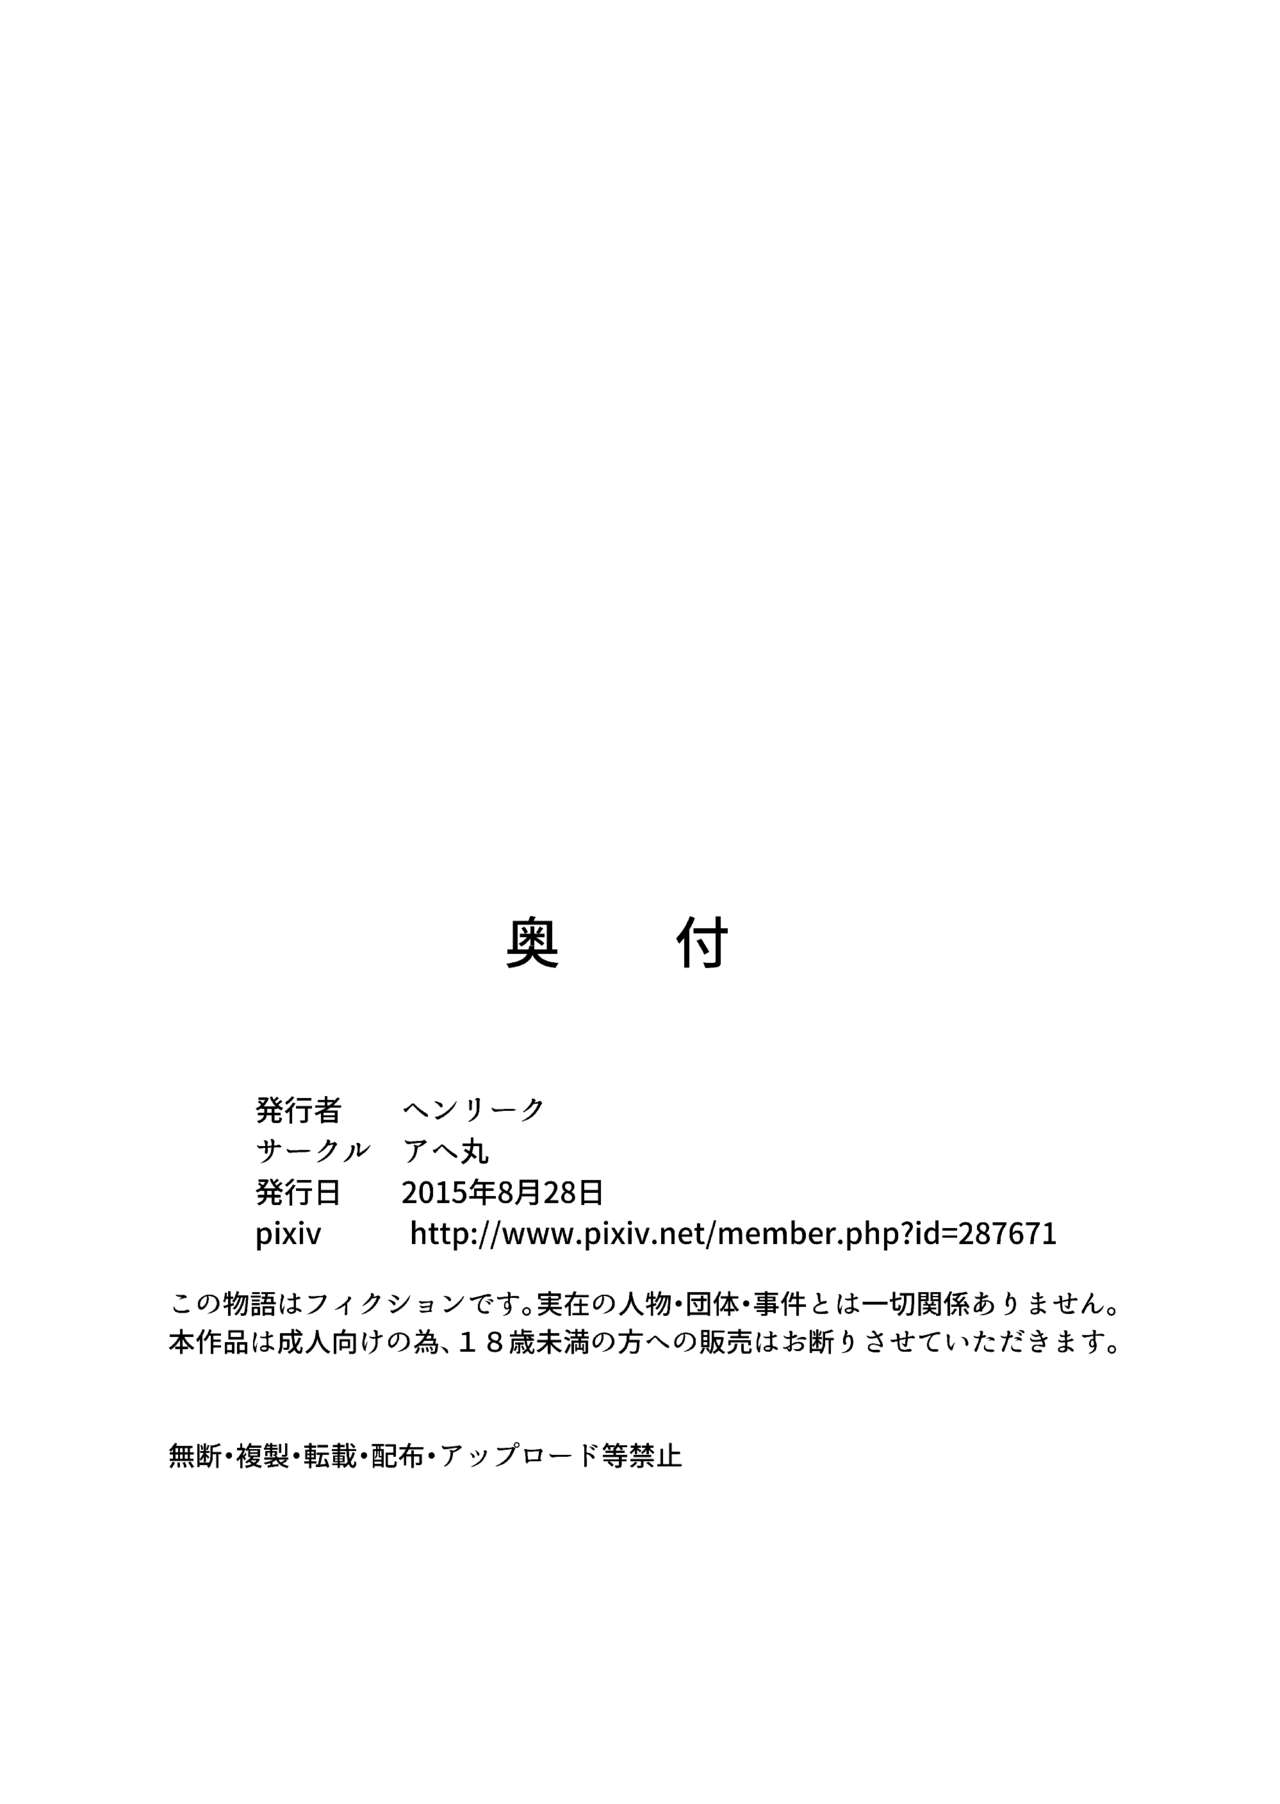 奥　付
発行者　ヘンリーク
サークル　アヘ丸
発行日　2015年8月28日
pixiv　http://www.pixiv.net/member.php?id=287671
この物語はフィクションです。実在の人物・団体・事件とは一切関係ありません。
本作品は成人向けの為、１８歳未満の方への販売はお断りさせていただきます。
無断・複製・転載・配布・アップロード等禁止